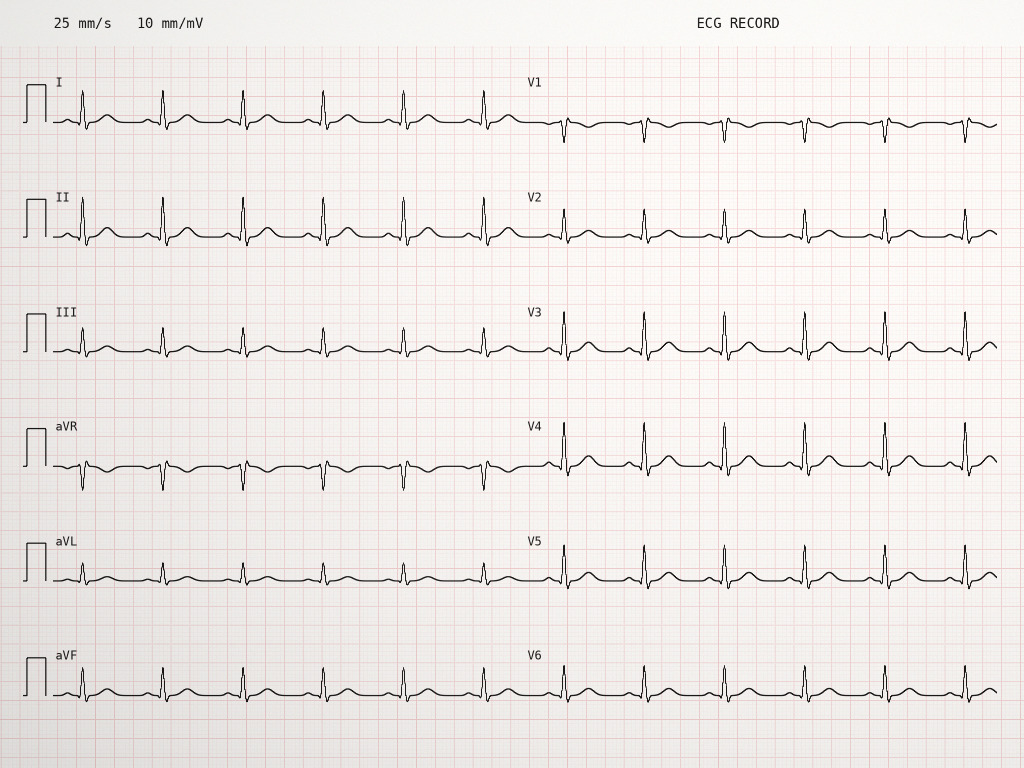 25 mm/s   10 mm/mV   ECG RECORD
I   V1
II   V2
III   V3
aVR   V4
aVL   V5
aVF   V6